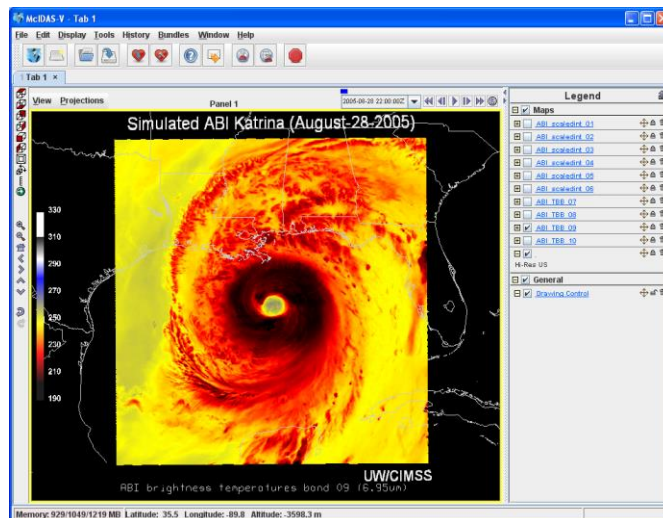 McIDAS-V - Tab 1
File Edit Display Tools History Bundles Window Help
Tab 1 ×
View Projections
Panel 1
2005-08-28 22:00:00Z
Simulated ABI Katrina (August-28-2005)
330
310
290
270
250
230
210
190
UW/CIMSS
ABI brightness temperatures band 09 (6.95um)
Legend
Maps
ABI_scaledint_01
ABI_scaledint_02
ABI_scaledint_03
ABI_scaledint_04
ABI_scaledint_05
ABI_scaledint_06
ABI_TBB_07
ABI_TBB_08
ABI_TBB_09
ABI_TBB_10
Hi-Res US
General
Drawing Control
Memory: 929/1049/1219 MB Latitude: 35.5 Longitude: -89.8 Altitude: -3598.3 m